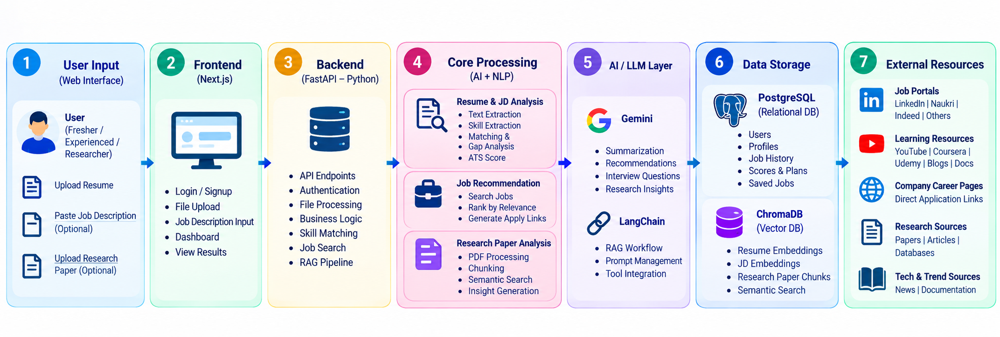 1
User Input
(Web Interface)
User
(Fresher /
Experienced /
Researcher)
Upload Resume
Paste Job Description
(Optional)
Upload Research
Paper (Optional)
2
Frontend
(Next.js)
• Login / Signup
• File Upload
• Job Description Input
• Dashboard
• View Results
3
Backend
(FastAPI – Python)
• API Endpoints
• Authentication
• File Processing
• Business Logic
• Skill Matching
• Job Search
• RAG Pipeline
4
Core Processing
(AI + NLP)
Resume & JD Analysis
• Text Extraction
• Skill Extraction
• Matching &
• Gap Analysis
• ATS Score
Job Recommendation
• Search Jobs
• Rank by Relevance
• Generate Apply Links
Research Paper Analysis
• PDF Processing
• Chunking
• Semantic Search
• Insight Generation
5
AI / LLM Layer
G
Gemini
• Summarization
• Recommendations
• Interview Questions
• Research Insights
LangChain
• RAG Workflow
• Prompt Management
• Tool Integration
6
Data Storage
PostgreSQL
(Relational DB)
• Users
• Profiles
• Job History
• Scores & Plans
• Saved Jobs
ChromaDB
(Vector DB)
• Resume Embeddings
• JD Embeddings
• Research Paper Chunks
• Semantic Search
7
External Resources
in
Job Portals
LinkedIn | Naukri |
Indeed | Others
Learning Resources
YouTube | Coursera |
Udemy | Blogs | Docs
Company Career Pages
Direct Application Links
Research Sources
Papers | Articles |
Databases
Tech & Trend Sources
News | Documentation